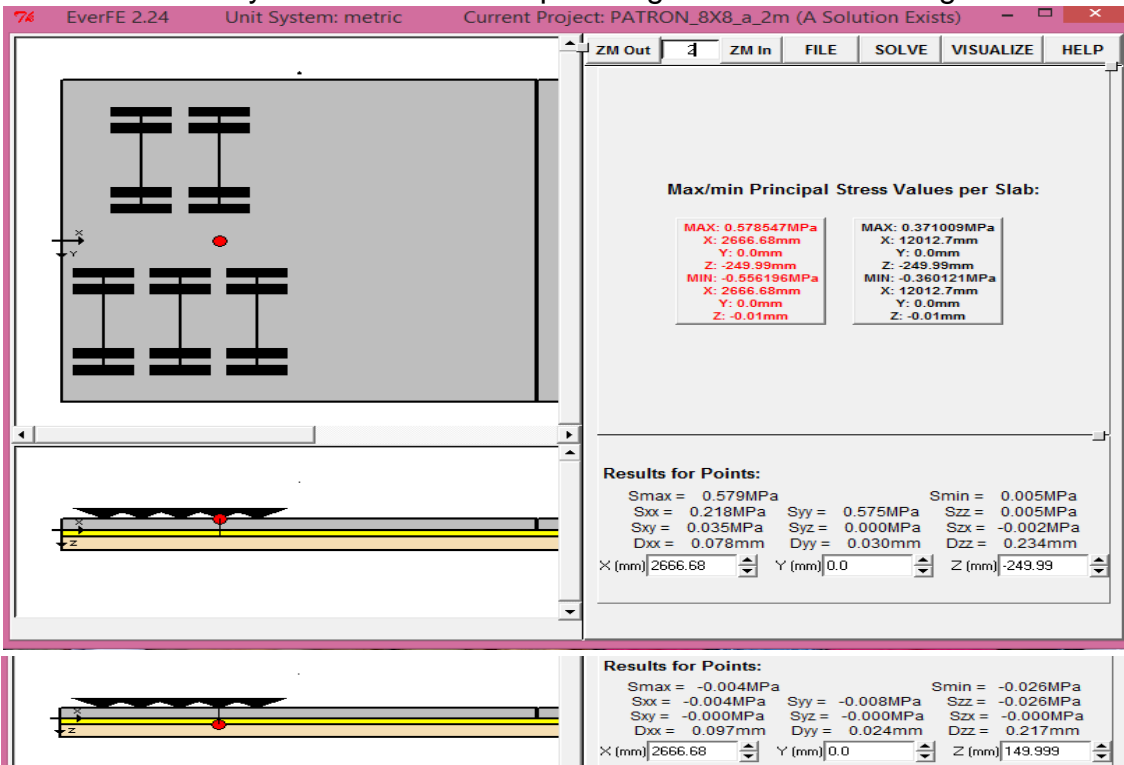 EverFE 2.24 Unit System: metric Current Project: PATRON_8X8_a_2m (A Solution Exists)
ZM Out 2 ZM In FILE SOLVE VISUALIZE HELP
X
Y
Max/min Principal Stress Values per Slab:
MAX: 0.578547MPa
X: 2666.68mm
Y: 0.0mm
Z: -249.99mm
MIN: -0.556196MPa
X: 2666.68mm
Y: 0.0mm
Z: -0.01mm
MAX: 0.371009MPa
X: 12012.7mm
Y: 0.0mm
Z: -249.99mm
MIN: -0.360121MPa
X: 12012.7mm
Y: 0.0mm
Z: -0.01mm
X
Z
Results for Points:
Smax = 0.579MPa Smin = 0.005MPa
Sxx = 0.218MPa Syy = 0.575MPa Szz = 0.005MPa
Sxy = 0.035MPa Syz = 0.000MPa Szx = -0.002MPa
Dxx = 0.078mm Dyy = 0.030mm Dzz = 0.234mm
X (mm) 2666.68 Y (mm) 0.0 Z (mm) -249.99
X
Z
Results for Points:
Smax = -0.004MPa Smin = -0.026MPa
Sxx = -0.004MPa Syy = -0.008MPa Szz = -0.026MPa
Sxy = -0.000MPa Syz = -0.000MPa Szx = -0.000MPa
Dxx = 0.097mm Dyy = 0.024mm Dzz = 0.217mm
X (mm) 2666.68 Y (mm) 0.0 Z (mm) 149.999